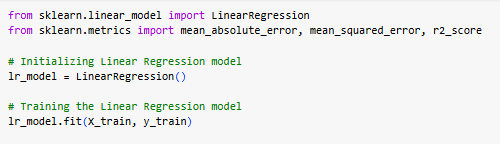 from sklearn.linear_model import LinearRegression
from sklearn.metrics import mean_absolute_error, mean_squared_error, r2_score
# Initializing Linear Regression model
lr_model = LinearRegression()
# Training the Linear Regression model
lr_model.fit(X_train, y_train)